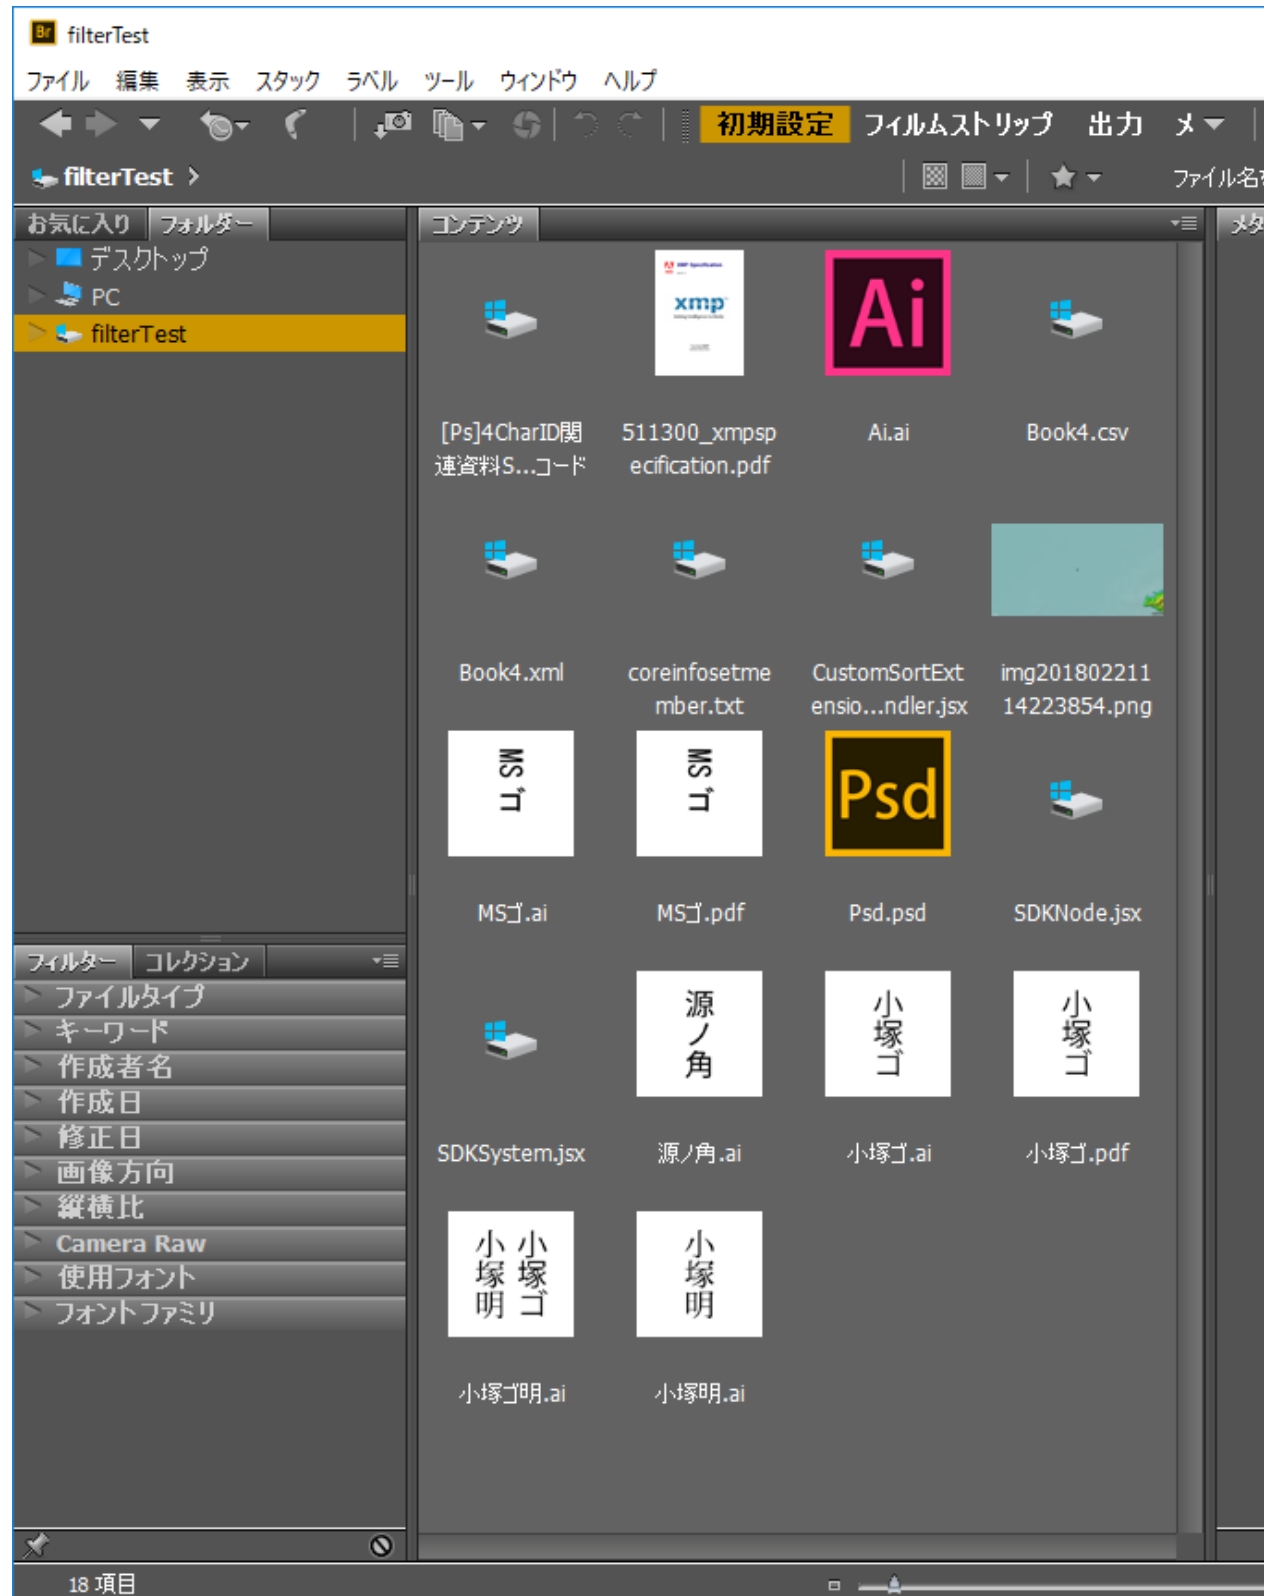 Br filterTest
ファイル 編集 表示 スタック ラベル ツール ウィンドウ ヘルプ
初期設定 フィルムストリップ 出力 メ
filterTest >
ファイル名
お気に入り フォルダー
コンテンツ
メタ
デスクトップ
PC
filterTest
XMP Specification
xmp
Ai
[Ps]4CharID関
連資料S...コード
511300_xmpsp
ecification.pdf
Ai.ai
Book4.csv
Book4.xml
coreinfosetme
mber.txt
CustomSortExt
ensio...ndler.jsx
img201802211
14223854.png
MSゴ
MSゴ
Psd
MSゴ.ai
MSゴ.pdf
Psd.psd
SDKNode.jsx
フィルター コレクション
ファイルタイプ
キーワード
作成者名
作成日
修正日
画像方向
縦横比
Camera Raw
使用フォント
フォントファミリ
源ノ角
小塚ゴ
小塚ゴ
SDKSystem.jsx
源ノ角.ai
小塚ゴ.ai
小塚ゴ.pdf
小塚ゴ
小塚明
小塚明
小塚ゴ明.ai
小塚明.ai
18 項目